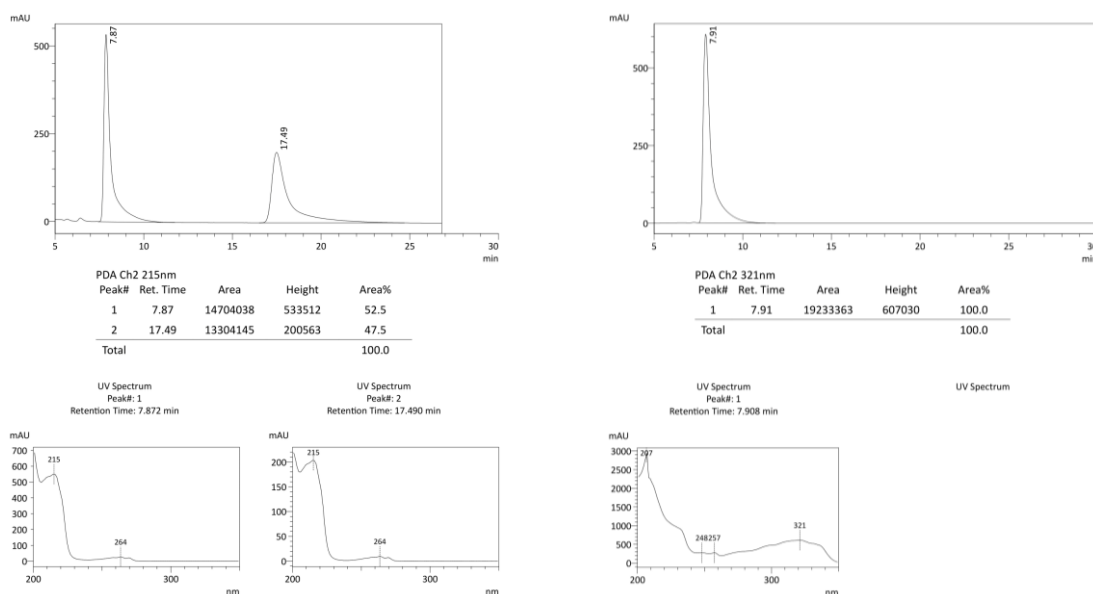 mAU
500
250
0
7.87
17.49
5 10 15 20 25 30
min
PDA Ch2 215nm
Peak# Ret. Time Area Height Area%
1 7.87 14704038 533512 52.5
2 17.49 13304145 200563 47.5
Total 100.0
mAU
500
250
0
7.91
5 10 15 20 25 30
min
PDA Ch2 321nm
Peak# Ret. Time Area Height Area%
1 7.91 19233363 607030 100.0
Total 100.0
UV Spectrum
Peak#: 1
Retention Time: 7.872 min
mAU
700
600
500
400
300
200
100
0
215
264
200 300
nm
UV Spectrum
Peak#: 2
Retention Time: 17.490 min
mAU
200
150
100
50
0
215
264
200 300
nm
UV Spectrum
Peak#: 1
Retention Time: 7.908 min
mAU
3000
2500
2000
1500
1000
500
0
207
248 257
321
200 300
nm
UV Spectrum